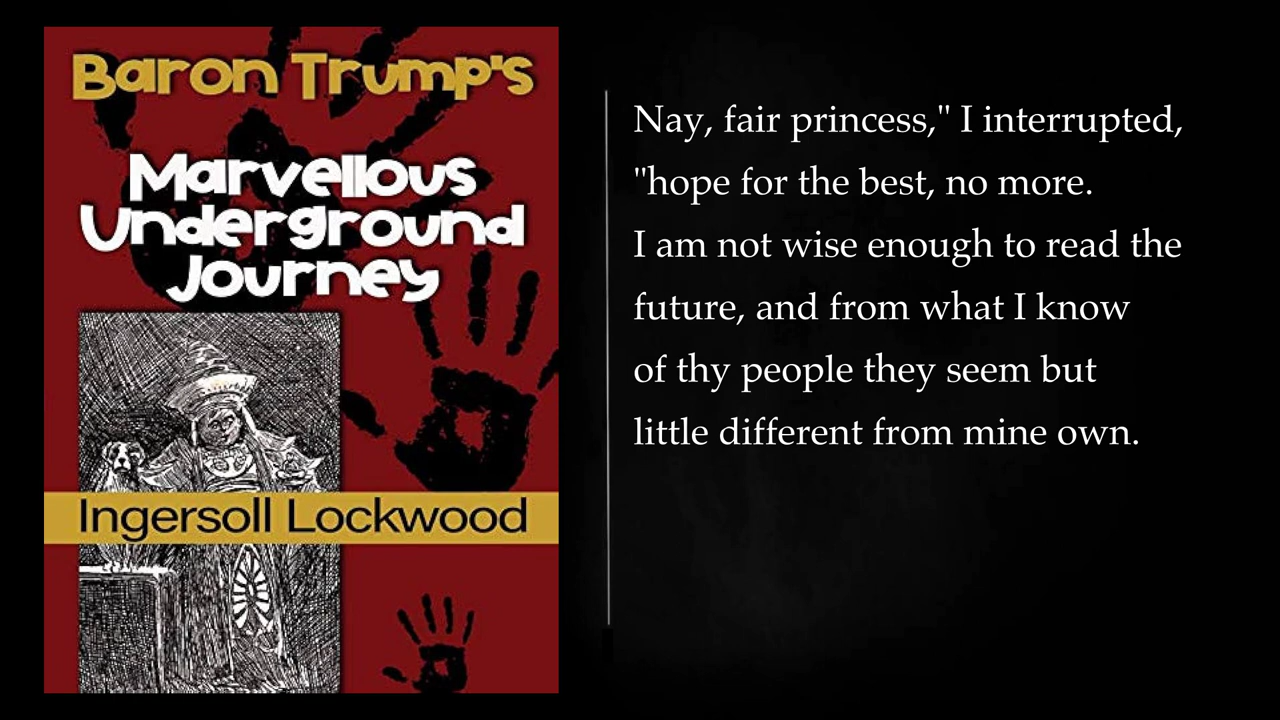 Baron Trump's
Marvellous
Underground
Journey
Ingersoll Lockwood
Nay, fair princess," I interrupted,
"hope for the best, no more.
I am not wise enough to read the
future, and from what I know
of thy people they seem but
little different from mine own.